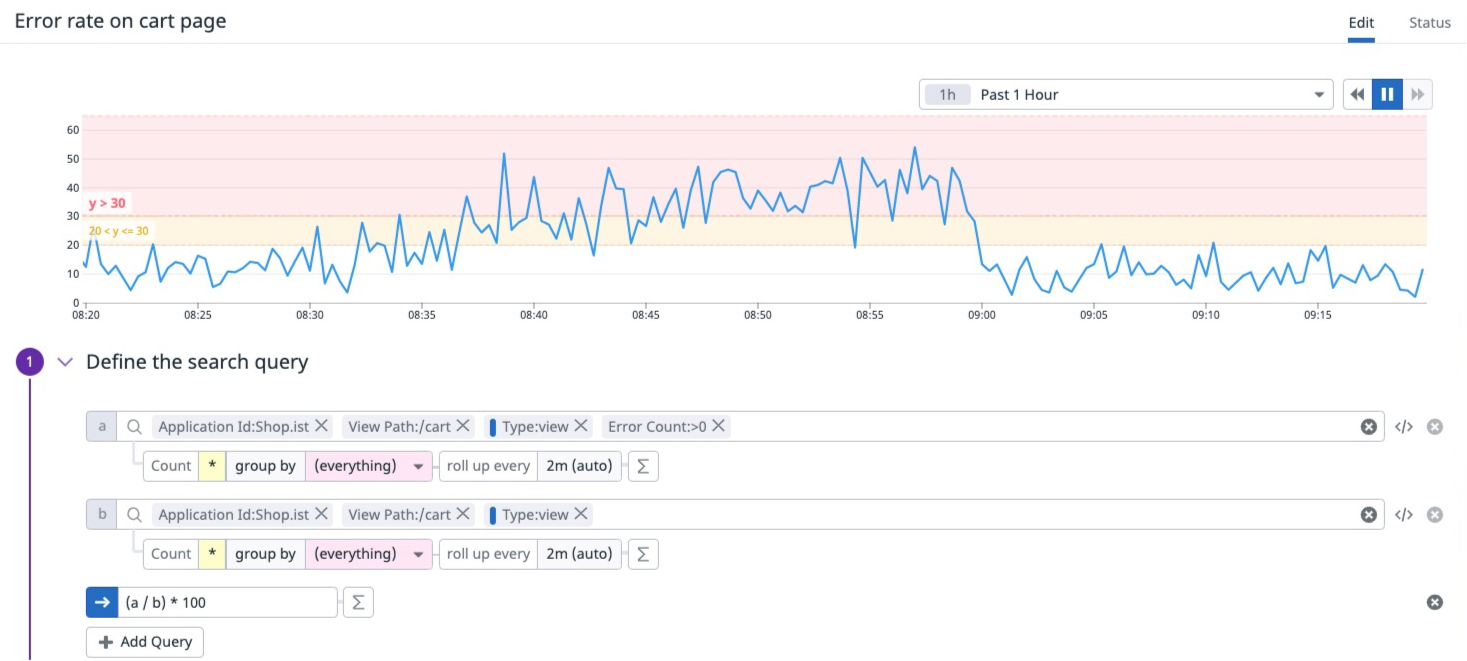 Error rate on cart page
Edit Status
1h Past 1 Hour
60
50
40
y > 30
30
20 < y <= 30
20
10
0
08:20 08:25 08:30 08:35 08:40 08:45 08:50 08:55 09:00 09:05 09:10 09:15
1 Define the search query
a Application Id:Shop.ist View Path:/cart Type:view Error Count:>0 </>
Count * group by (everything) roll up every 2m (auto) Σ
b Application Id:Shop.ist View Path:/cart Type:view </>
Count * group by (everything) roll up every 2m (auto) Σ
(a / b) * 100 Σ
+ Add Query